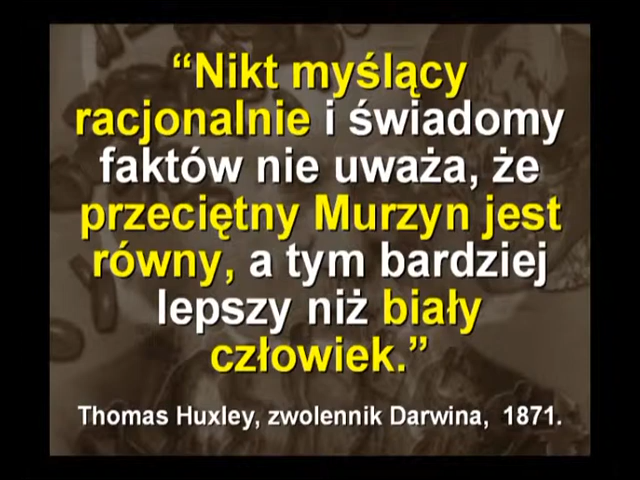 “Nikt myślący
racjonalnie i świadomy
faktów nie uważa, że
przeciętny Murzyn jest
równy, a tym bardziej
lepszy niż biały
człowiek.”
Thomas Huxley, zwolennik Darwina, 1871.